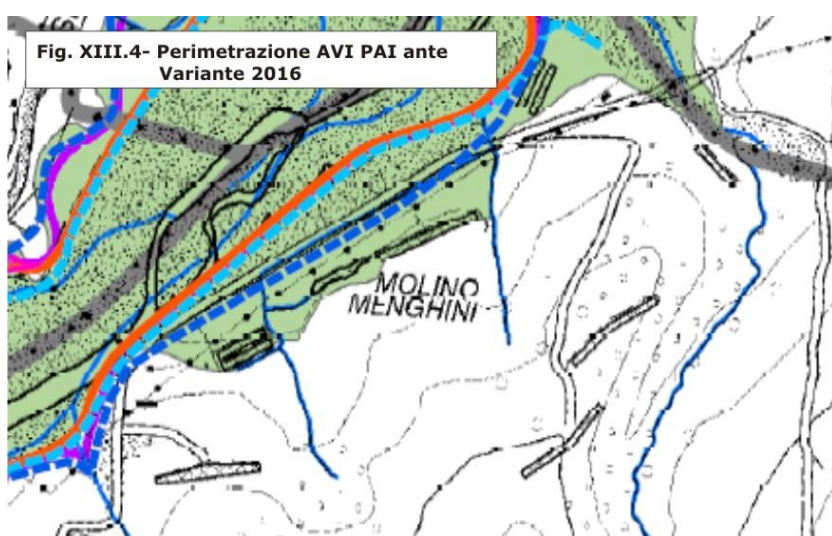 Fig. XIII.4- Perimetrazione AVI PAI ante
Variante 2016
MOLINO
MENGHINI